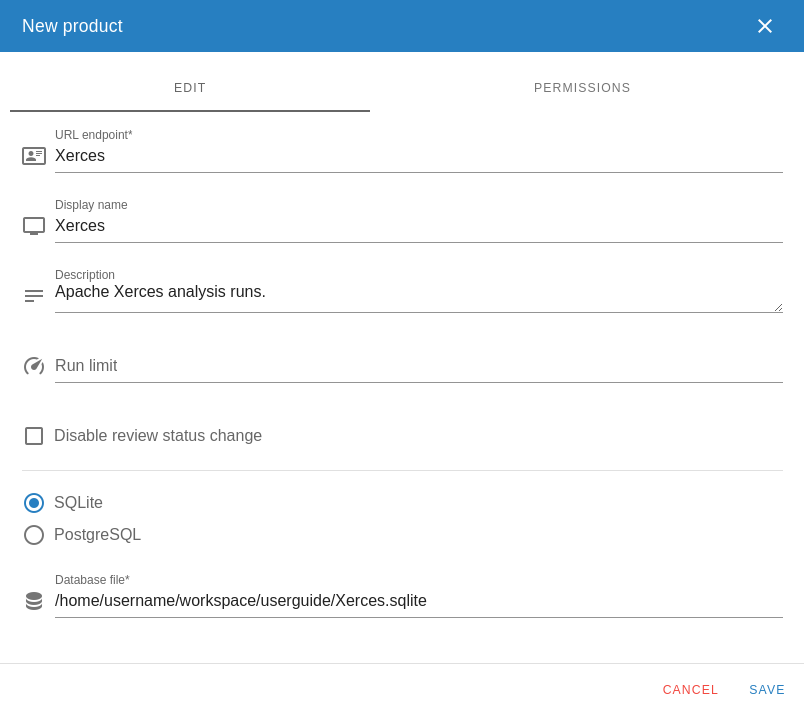 New product
EDIT
PERMISSIONS
URL endpoint*
Xerces
Display name
Xerces
Description
Apache Xerces analysis runs.
Run limit
Disable review status change
SQLite
PostgreSQL
Database file*
/home/username/workspace/userguide/Xerces.sqlite
CANCEL
SAVE